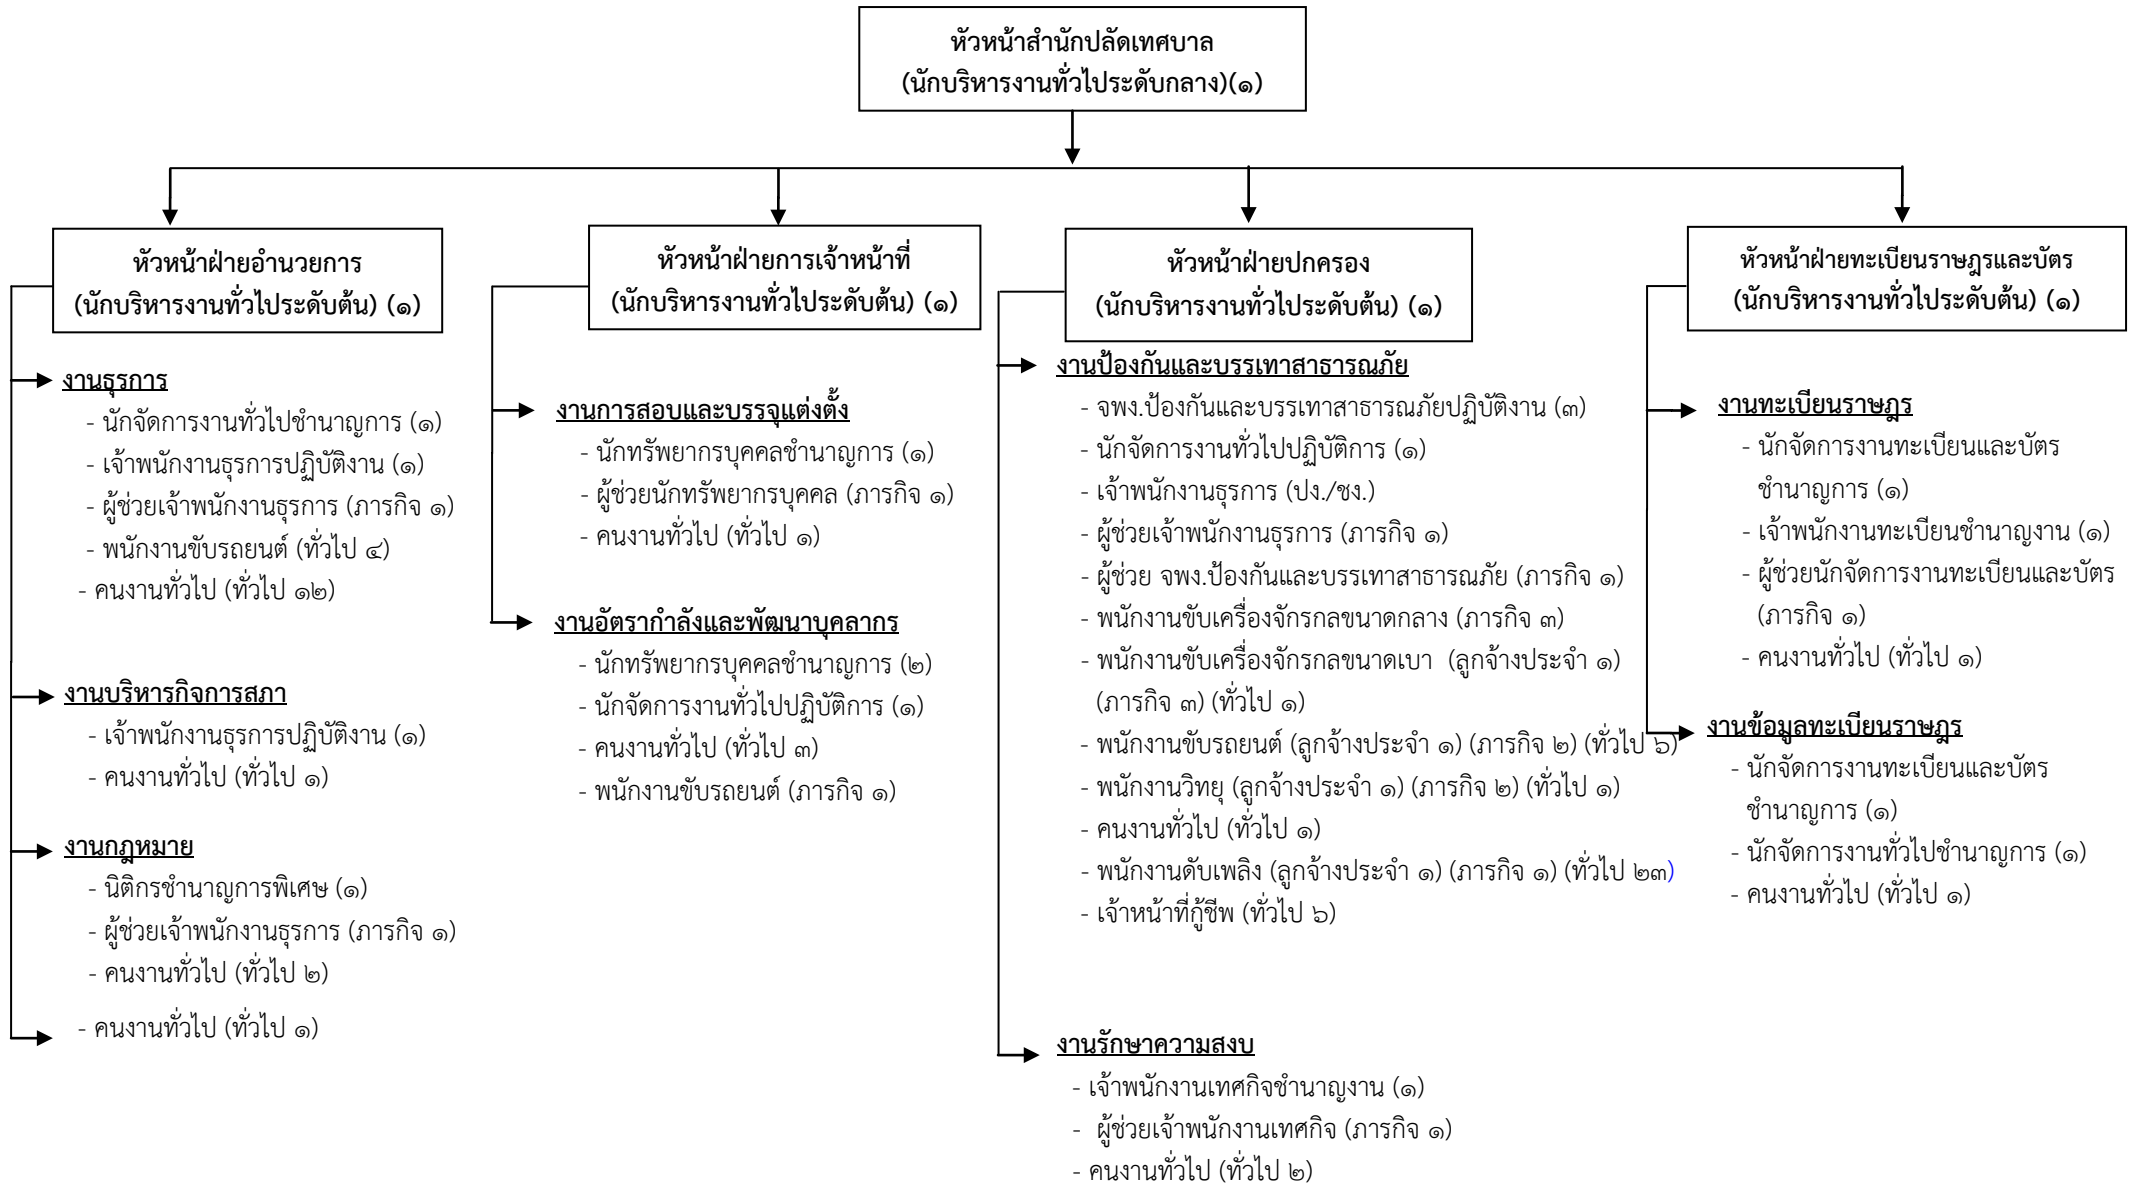 หัวหน้าสำนักปลัดเทศบาล
(นักบริหารงานทั่วไประดับกลาง)(๑)
หัวหน้าฝ่ายอำนวยการ
(นักบริหารงานทั่วไประดับต้น) (๑)
งานธุรการ
- นักจัดการงานทั่วไปชำนาญการ (๑)
- เจ้าพนักงานธุรการปฏิบัติงาน (๑)
- ผู้ช่วยเจ้าพนักงานธุรการ (ภารกิจ ๑)
- พนักงานขับรถยนต์ (ทั่วไป ๔)
- คนงานทั่วไป (ทั่วไป ๑๒)
งานบริหารกิจการสภา
- เจ้าพนักงานธุรการปฏิบัติงาน (๑)
- คนงานทั่วไป (ทั่วไป ๑)
งานกฎหมาย
- นิติกรชำนาญการพิเศษ (๑)
- ผู้ช่วยเจ้าพนักงานธุรการ (ภารกิจ ๑)
- คนงานทั่วไป (ทั่วไป ๒)
- คนงานทั่วไป (ทั่วไป ๑)
หัวหน้าฝ่ายการเจ้าหน้าที่
(นักบริหารงานทั่วไประดับต้น) (๑)
งานการสอบและบรรจุแต่งตั้ง
- นักทรัพยากรบุคคลชำนาญการ (๑)
- ผู้ช่วยนักทรัพยากรบุคคล (ภารกิจ ๑)
- คนงานทั่วไป (ทั่วไป ๑)
งานอัตรากำลังและพัฒนาบุคลากร
- นักทรัพยากรบุคคลชำนาญการ (๒)
- นักจัดการงานทั่วไปปฏิบัติการ (๑)
- คนงานทั่วไป (ทั่วไป ๓)
- พนักงานขับรถยนต์ (ภารกิจ ๑)
หัวหน้าฝ่ายปกครอง
(นักบริหารงานทั่วไประดับต้น) (๑)
งานป้องกันและบรรเทาสาธารณภัย
- จพง.ป้องกันและบรรเทาสาธารณภัยปฏิบัติงาน (๓)
- นักจัดการงานทั่วไปปฏิบัติการ (๑)
- เจ้าพนักงานธุรการ (ปง./ชง.)
- ผู้ช่วยเจ้าพนักงานธุรการ (ภารกิจ ๑)
- ผู้ช่วย จพง.ป้องกันและบรรเทาสาธารณภัย (ภารกิจ ๑)
- พนักงานขับเครื่องจักรกลขนาดกลาง (ภารกิจ ๓)
- พนักงานขับเครื่องจักรกลขนาดเบา (ลูกจ้างประจำ ๑)
(ภารกิจ ๓) (ทั่วไป ๑)
- พนักงานขับรถยนต์ (ลูกจ้างประจำ ๑) (ภารกิจ ๒) (ทั่วไป ๖)
- พนักงานวิทยุ (ลูกจ้างประจำ ๑) (ภารกิจ ๒) (ทั่วไป ๑)
- คนงานทั่วไป (ทั่วไป ๑)
- พนักงานดับเพลิง (ลูกจ้างประจำ ๑) (ภารกิจ ๑) (ทั่วไป ๒๓)
- เจ้าหน้าที่กู้ชีพ (ทั่วไป ๖)
งานรักษาความสงบ
- เจ้าพนักงานเทศกิจชำนาญงาน (๑)
- ผู้ช่วยเจ้าพนักงานเทศกิจ (ภารกิจ ๑)
- คนงานทั่วไป (ทั่วไป ๒)
หัวหน้าฝ่ายทะเบียนราษฎรและบัตร
(นักบริหารงานทั่วไประดับต้น) (๑)
งานทะเบียนราษฎร
- นักจัดการงานทะเบียนและบัตร
ชำนาญการ (๑)
- เจ้าพนักงานทะเบียนชำนาญงาน (๑)
- ผู้ช่วยนักจัดการงานทะเบียนและบัตร
(ภารกิจ ๑)
- คนงานทั่วไป (ทั่วไป ๑)
งานข้อมูลทะเบียนราษฎร
- นักจัดการงานทะเบียนและบัตร
ชำนาญการ (๑)
- นักจัดการงานทั่วไปชำนาญการ (๑)
- คนงานทั่วไป (ทั่วไป ๑)